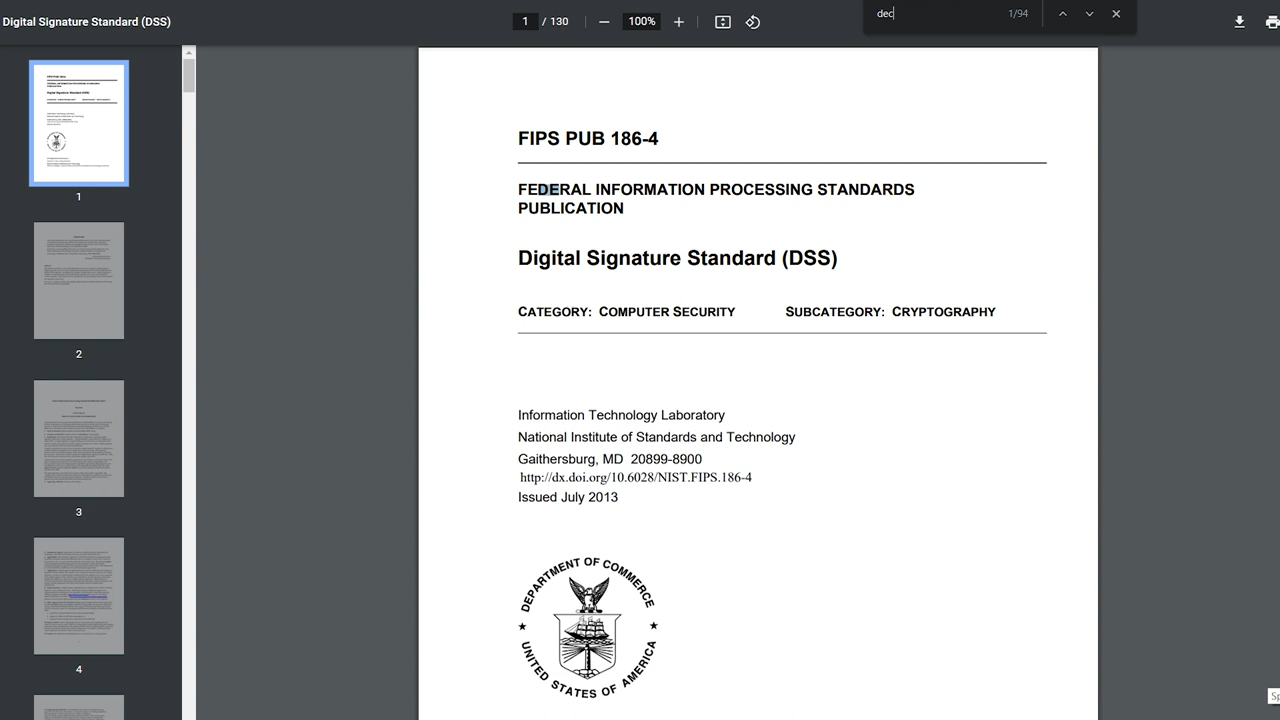 Digital Signature Standard (DSS)
1 / 130
100%
dec
1/94
1
2
3
4
FIPS PUB 186-4
FEDERAL INFORMATION PROCESSING STANDARDS
PUBLICATION
Digital Signature Standard (DSS)
CATEGORY: COMPUTER SECURITY SUBCATEGORY: CRYPTOGRAPHY
Information Technology Laboratory
National Institute of Standards and Technology
Gaithersburg, MD 20899-8900
http://dx.doi.org/10.6028/NIST.FIPS.186-4
Issued July 2013
DEPARTMENT OF COMMERCE
UNITED STATES OF AMERICA
Sp